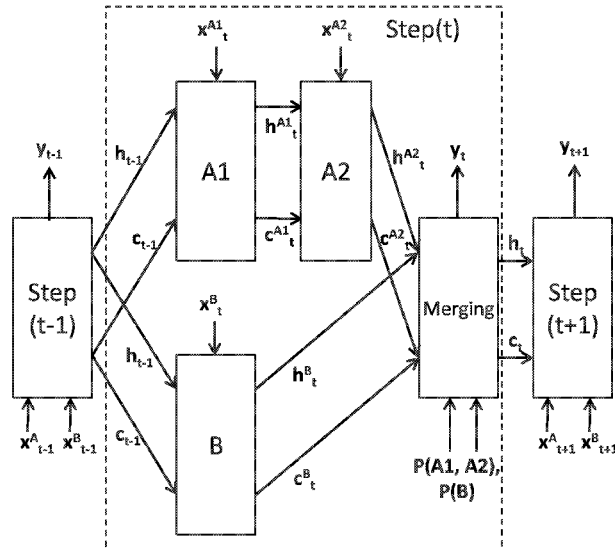 x^A1_t
x^A2_t
Step(t)
y_t-1
h_t-1
A1
h^A1_t
A2
h^A2_t
y_t
y_t+1
c_t-1
c^A1_t
c^A2_t
h_t
Step
(t-1)
x^B_t
Merging
Step
(t+1)
h_t-1
h^B_t
c_t
x^A_t-1
x^B_t-1
c_t-1
B
c^B_t
x^A_t+1
x^B_t+1
P(A1, A2),
P(B)